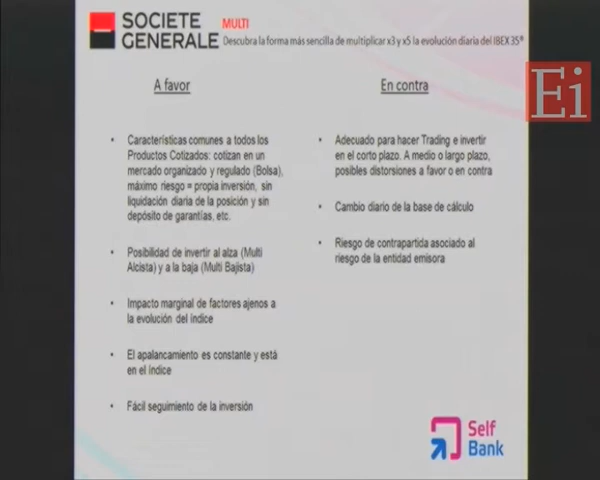 SOCIETE GENERALE
MULTI
Descubra la forma más sencilla de multiplicar x3 y x5 la evolución diaria del IBEX 35®
Ei
A favor
• Características comunes a todos los
Productos Cotizados: cotizan en un
mercado organizado y regulado (Bolsa),
máximo riesgo = propia inversión, sin
liquidación diaria de la posición y sin
depósito de garantías, etc.
• Posibilidad de invertir al alza (Multi
Alcista) y a la baja (Multi Bajista)
• Impacto marginal de factores ajenos a
la evolución del índice
• El apalancamiento es constante y está
en el índice
• Fácil seguimiento de la inversión
En contra
• Adecuado para hacer Trading e invertir
en el corto plazo. A medio o largo plazo,
posibles distorsiones a favor o en contra
• Cambio diario de la base de cálculo
• Riesgo de contrapartida asociado al
riesgo de la entidad emisora
Self
Bank